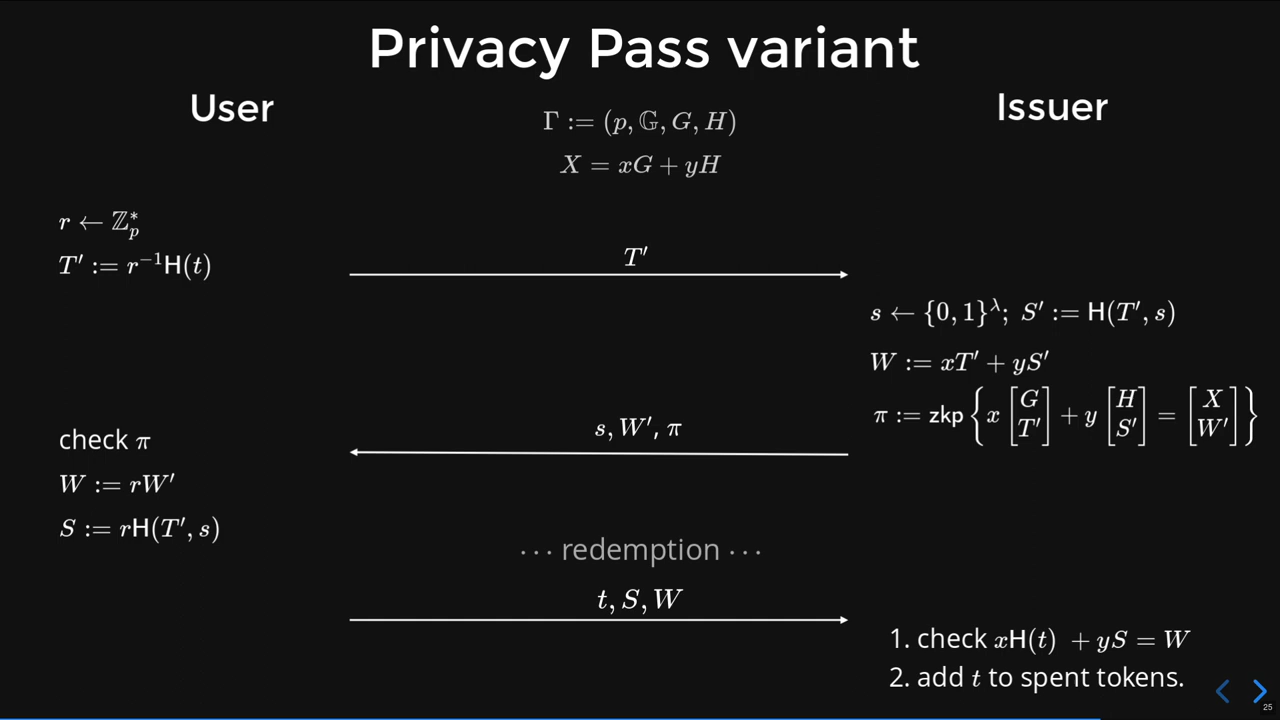 Privacy Pass variant
User
Issuer
Γ := (p, 𝔾, G, H)
X = xG + yH
r ← ℤ*ₚ
T′ := r⁻¹H(t)
T′
s ← {0, 1}^λ; S′ := H(T′, s)
W := xT′ + yS′
π := zkp { x [G T′] + y [H S′] = [X W′] }
s, W′, π
check π
W := rW′
S := rH(T′, s)
··· redemption ···
t, S, W
1. check xH(t) + yS = W
2. add t to spent tokens.
25